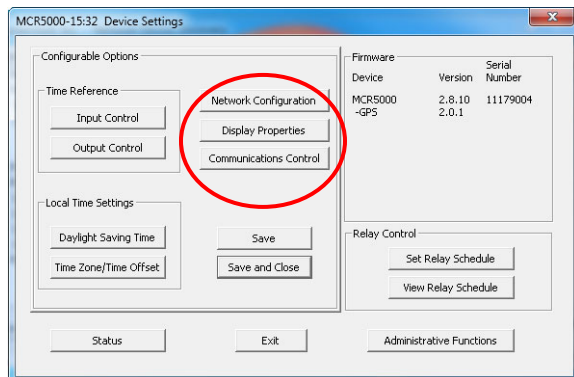 MCR5000-15:32 Device Settings
x
Configurable Options
Time Reference
Input Control
Output Control
Network Configuration
Display Properties
Communications Control
Local Time Settings
Daylight Saving Time
Time Zone/Time Offset
Save
Save and Close
Firmware
Device Version Serial Number
MCR5000 2.8.10 11179004
-GPS 2.0.1
Relay Control
Set Relay Schedule
View Relay Schedule
Status
Exit
Administrative Functions